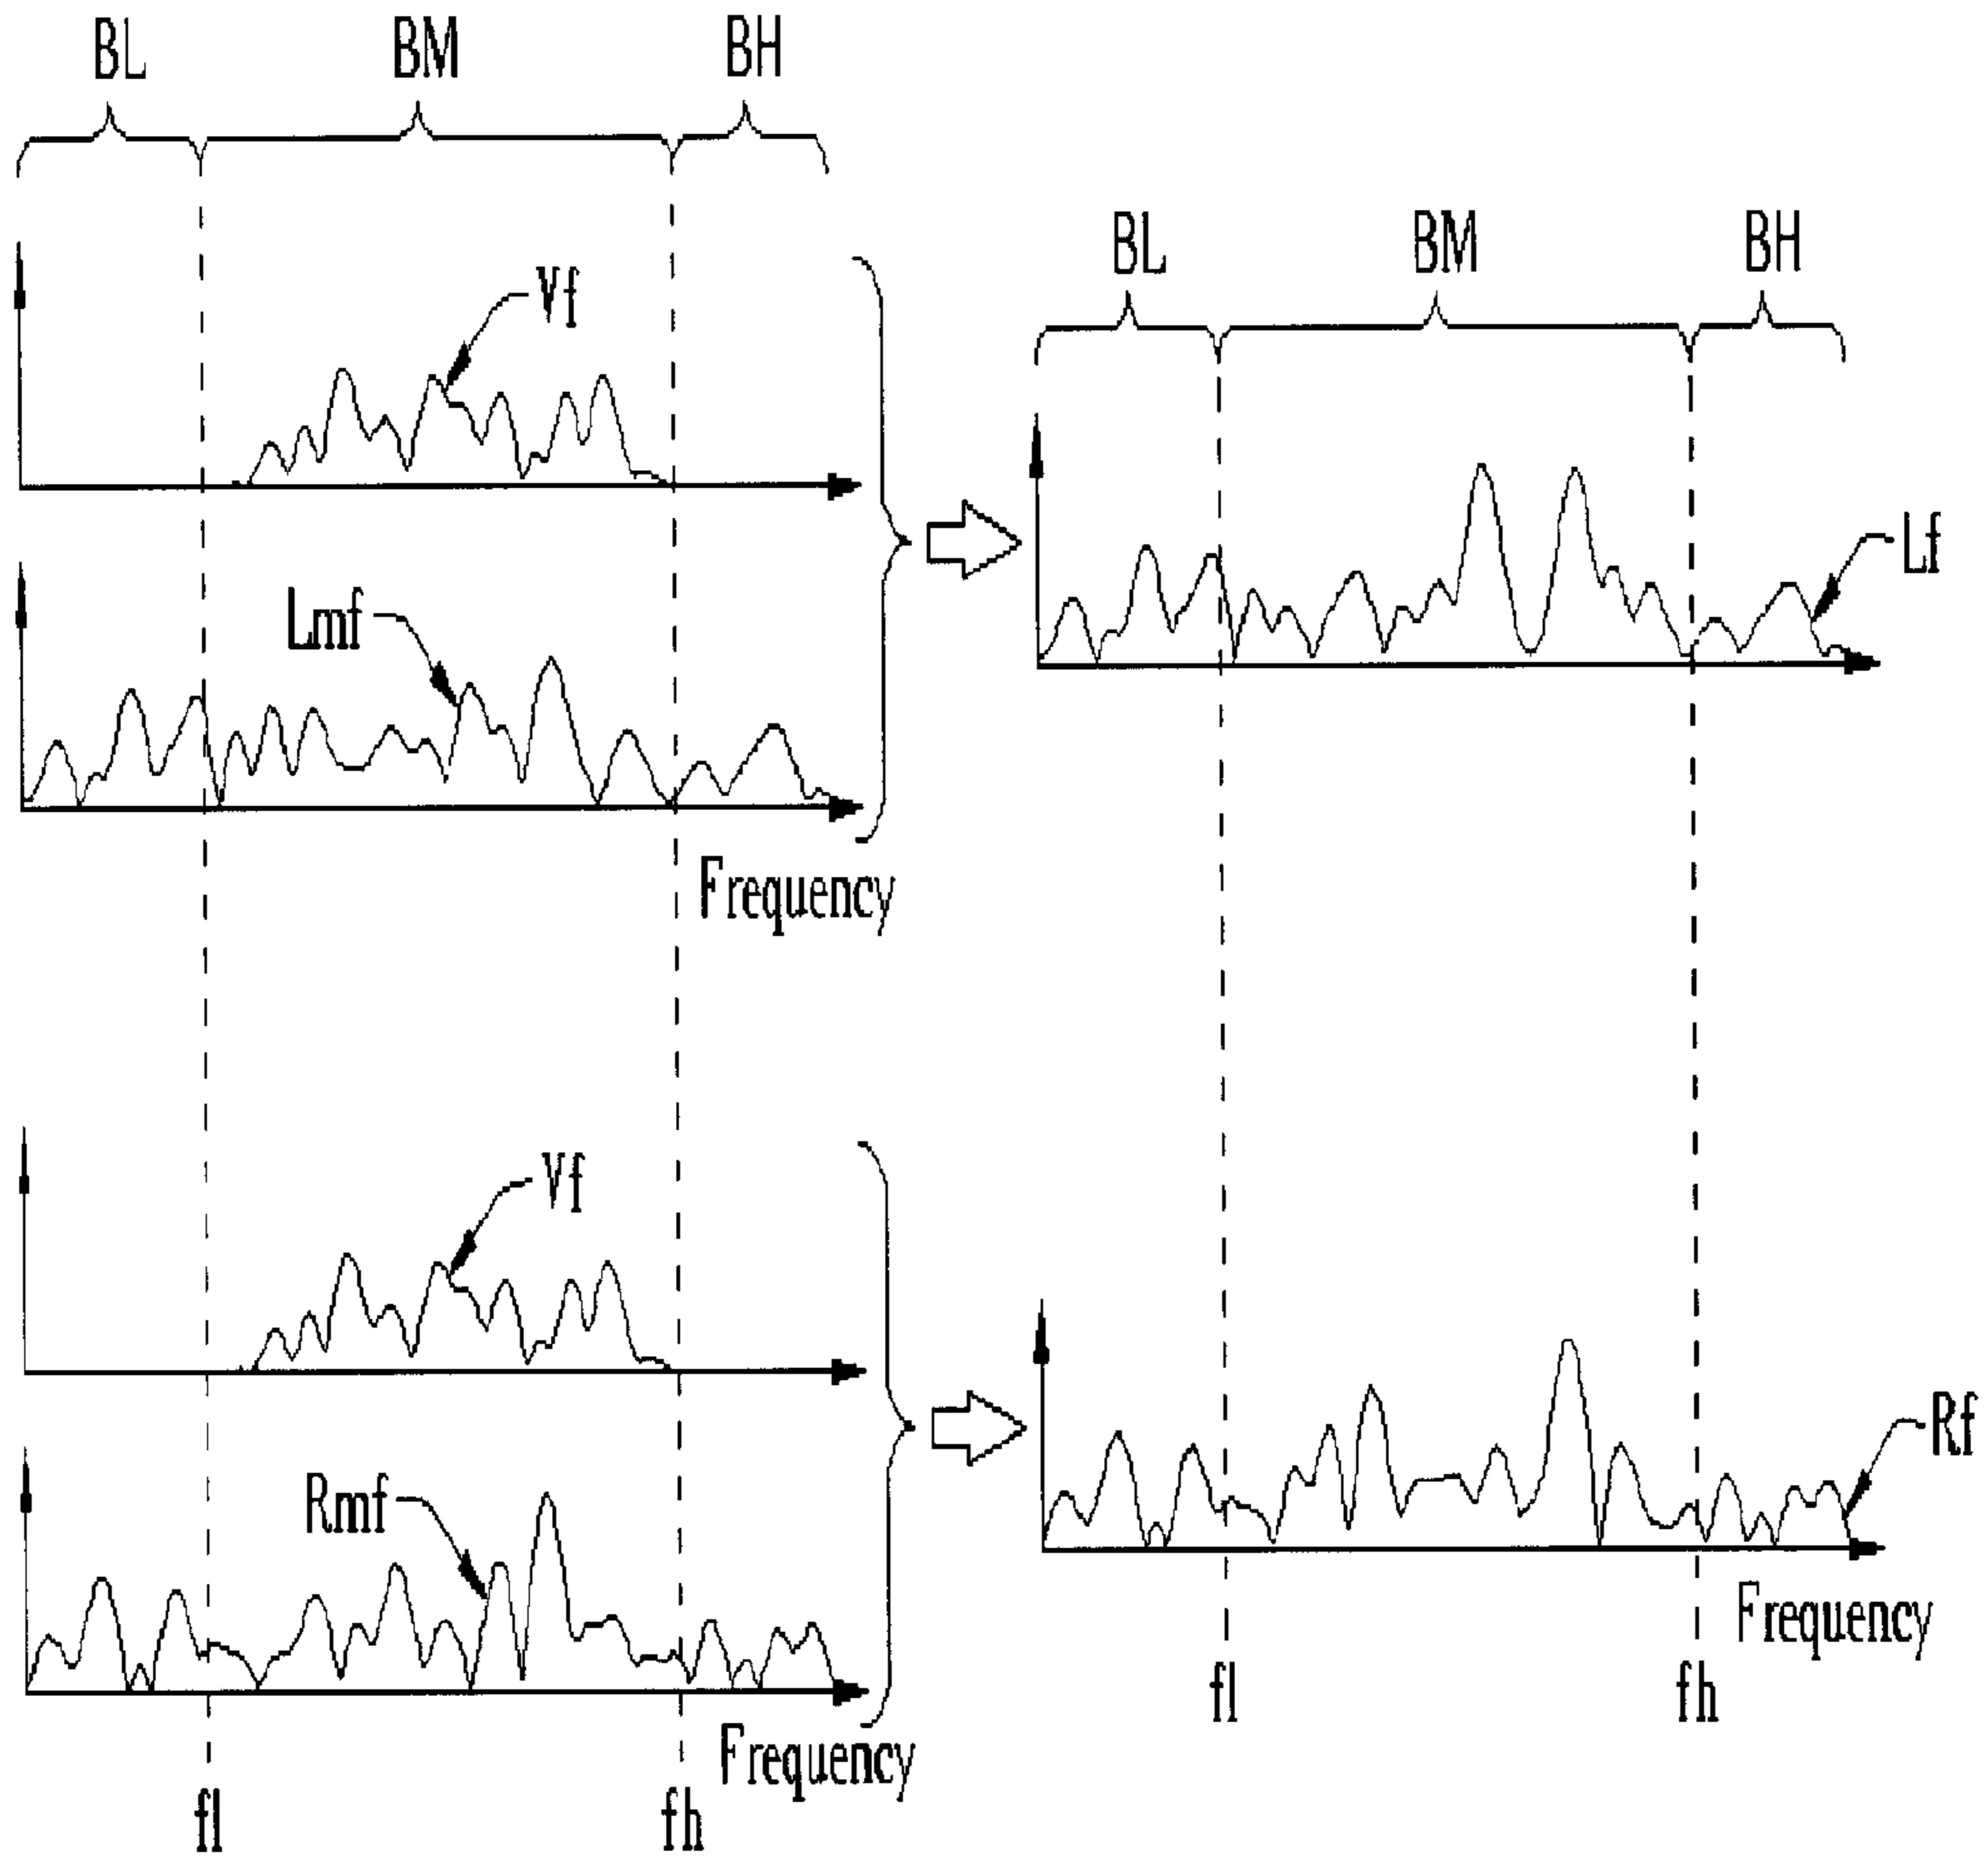 BL BM BH
Vf
Lmf
Frequency
BL BM BH
Lf
Vf
Rmf
Frequency
fl fh
Rf
Frequency
fl fh